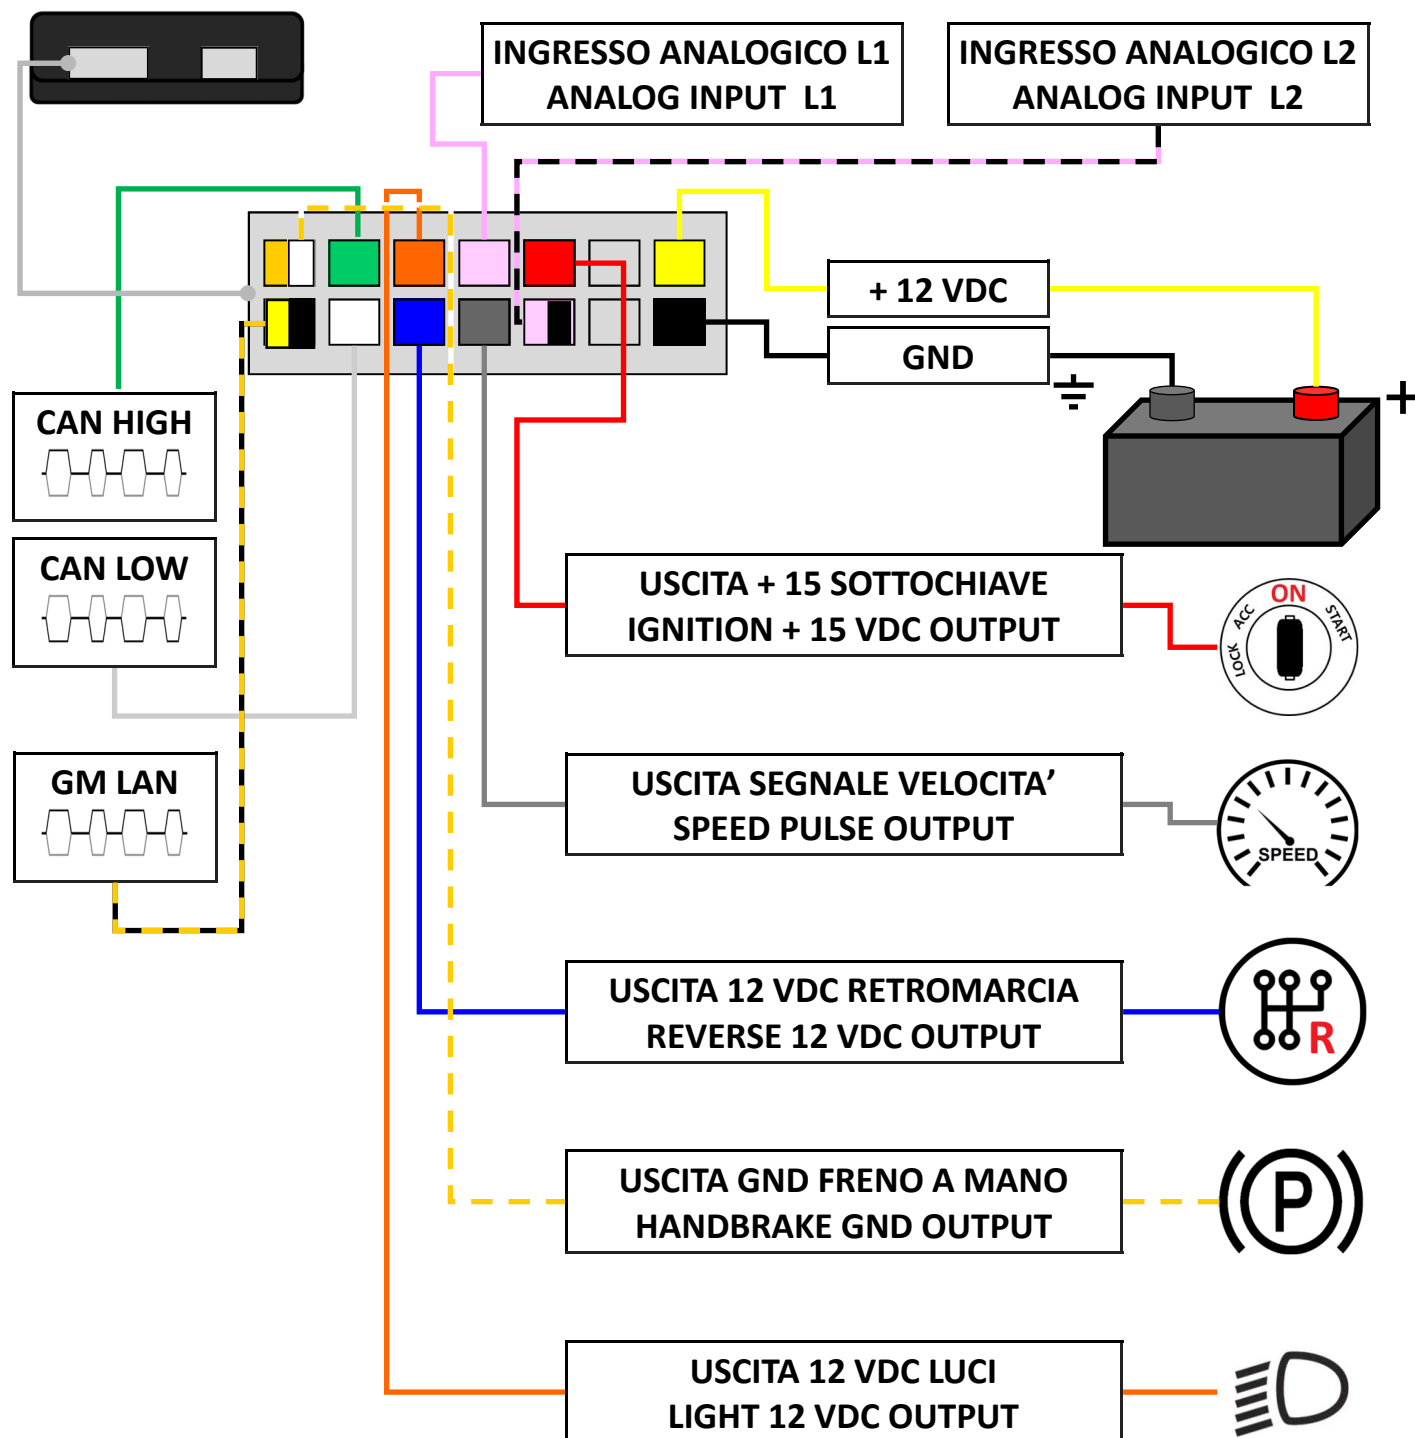 INGRESSO ANALOGICO L1
ANALOG INPUT L1
INGRESSO ANALOGICO L2
ANALOG INPUT L2
+ 12 VDC
GND
+
CAN HIGH
CAN LOW
GM LAN
USCITA + 15 SOTTOCHIAVE
IGNITION + 15 VDC OUTPUT
LOCK
ACC
ON
START
USCITA SEGNALE VELOCITA’
SPEED PULSE OUTPUT
SPEED
USCITA 12 VDC RETROMARCIA
REVERSE 12 VDC OUTPUT
R
USCITA GND FRENO A MANO
HANDBRAKE GND OUTPUT
P
USCITA 12 VDC LUCI
LIGHT 12 VDC OUTPUT